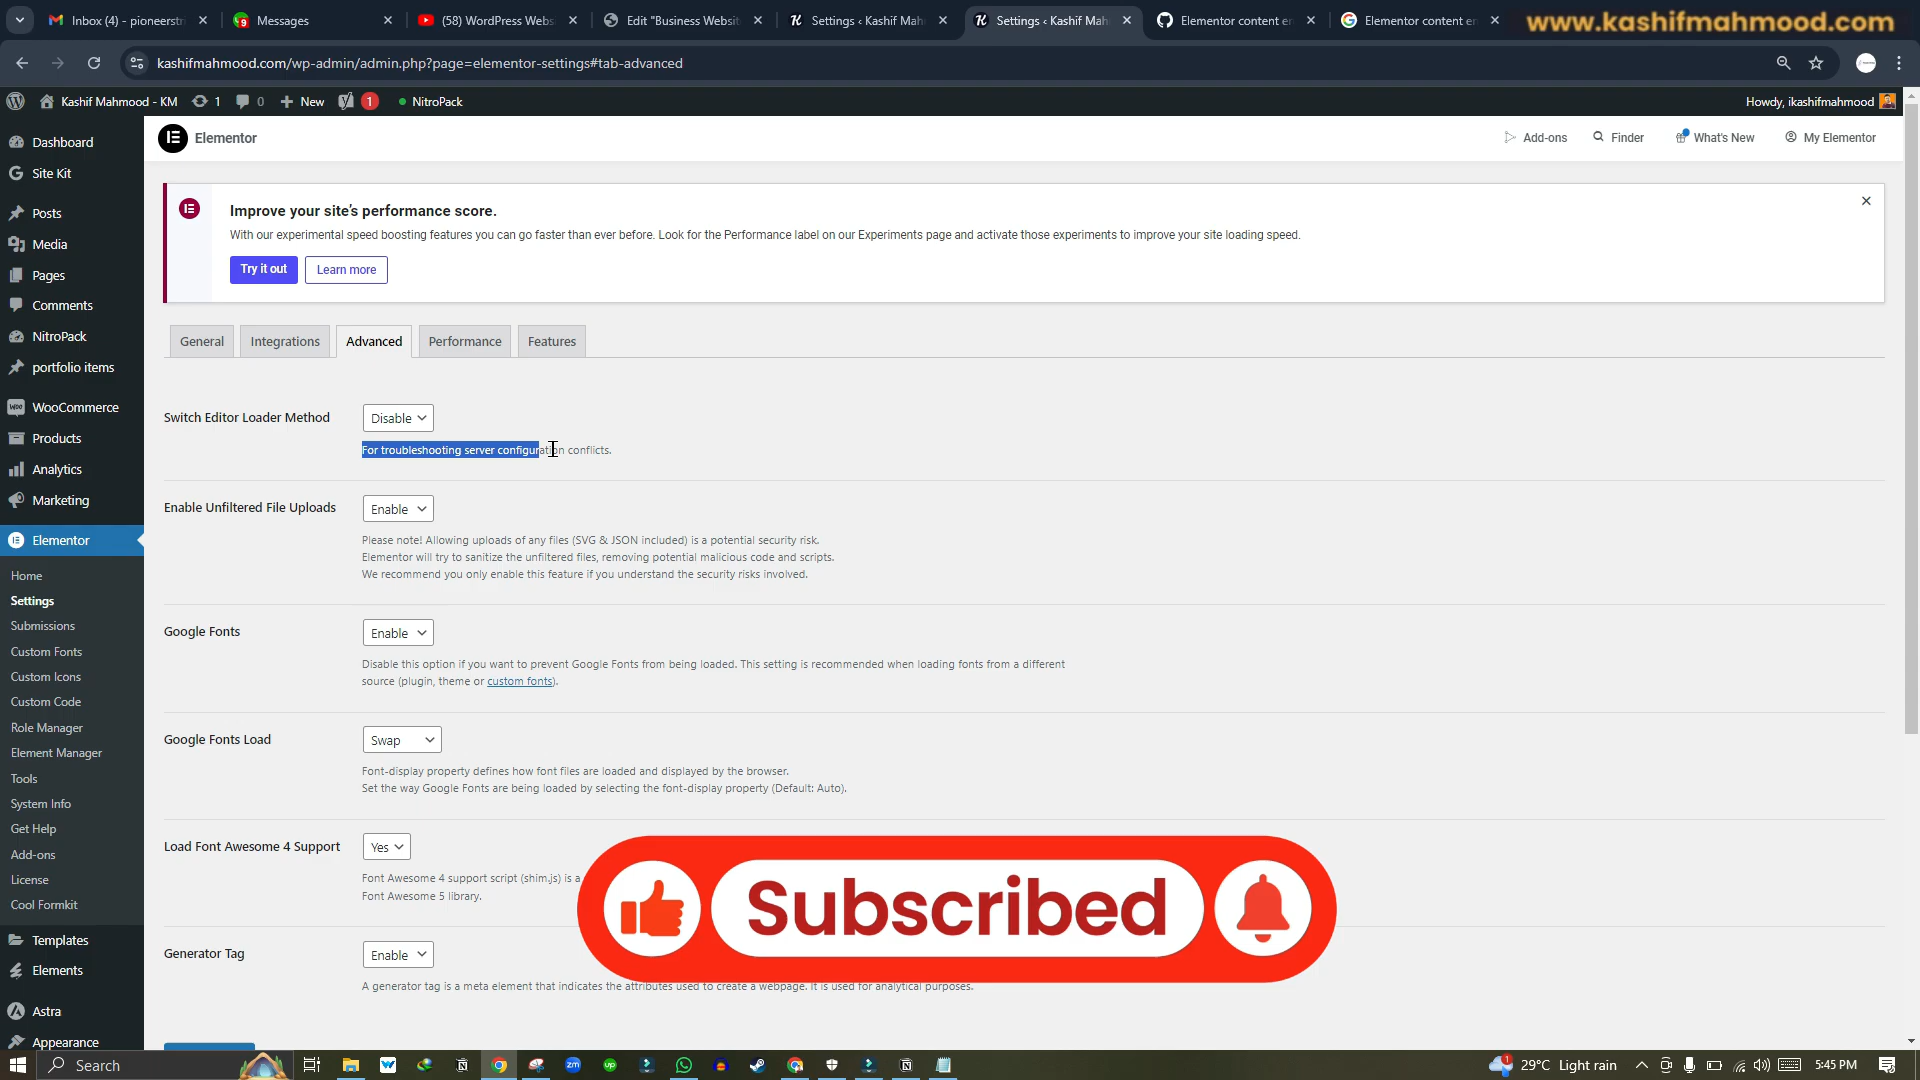 Inbox (4) - pioneerstr
Messages
(58) WordPress Webs
Edit "Business Websit
Settings ‹ Kashif Mah
Settings ‹ Kashif Mah
Elementor content en
Elementor content en
www.kashifmahmood.com
kashifmahmood.com/wp-admin/admin.php?page=elementor-settings#tab-advanced
Kashif Mahmood - KM
1
0
New
1
NitroPack
Howdy, ikashifmahmood
Dashboard
Site Kit
Posts
Media
Pages
Comments
NitroPack
portfolio items
WooCommerce
Products
Analytics
Marketing
Elementor
Home
Settings
Submissions
Custom Fonts
Custom Icons
Custom Code
Role Manager
Element Manager
Tools
System Info
Get Help
Add-ons
License
Cool Formkit
Templates
Elements
Astra
Appearance
Elementor
Add-ons
Finder
What's New
My Elementor
Improve your site's performance score.
With our experimental speed boosting features you can go faster than ever before. Look for the Performance label on our Experiments page and activate those experiments to improve your site loading speed.
Try it out
Learn more
General
Integrations
Advanced
Performance
Features
Switch Editor Loader Method
Disable
For troubleshooting server configuration conflicts.
Enable Unfiltered File Uploads
Enable
Please note! Allowing uploads of any files (SVG & JSON included) is a potential security risk.
Elementor will try to sanitize the unfiltered files, removing potential malicious code and scripts.
We recommend you only enable this feature if you understand the security risks involved.
Google Fonts
Enable
Disable this option if you want to prevent Google Fonts from being loaded. This setting is recommended when loading fonts from a different
source (plugin, theme or custom fonts).
Google Fonts Load
Swap
Font-display property defines how font files are loaded and displayed by the browser.
Set the way Google Fonts are being loaded by selecting the font-display property (Default: Auto).
Load Font Awesome 4 Support
Yes
Font Awesome 4 support script (shim.js) is a
Font Awesome 5 library.
Subscribed
Generator Tag
Enable
A generator tag is a meta element that indicates the attributes used to create a webpage. It is used for analytical purposes.
Search
29°C Light rain
5:45 PM